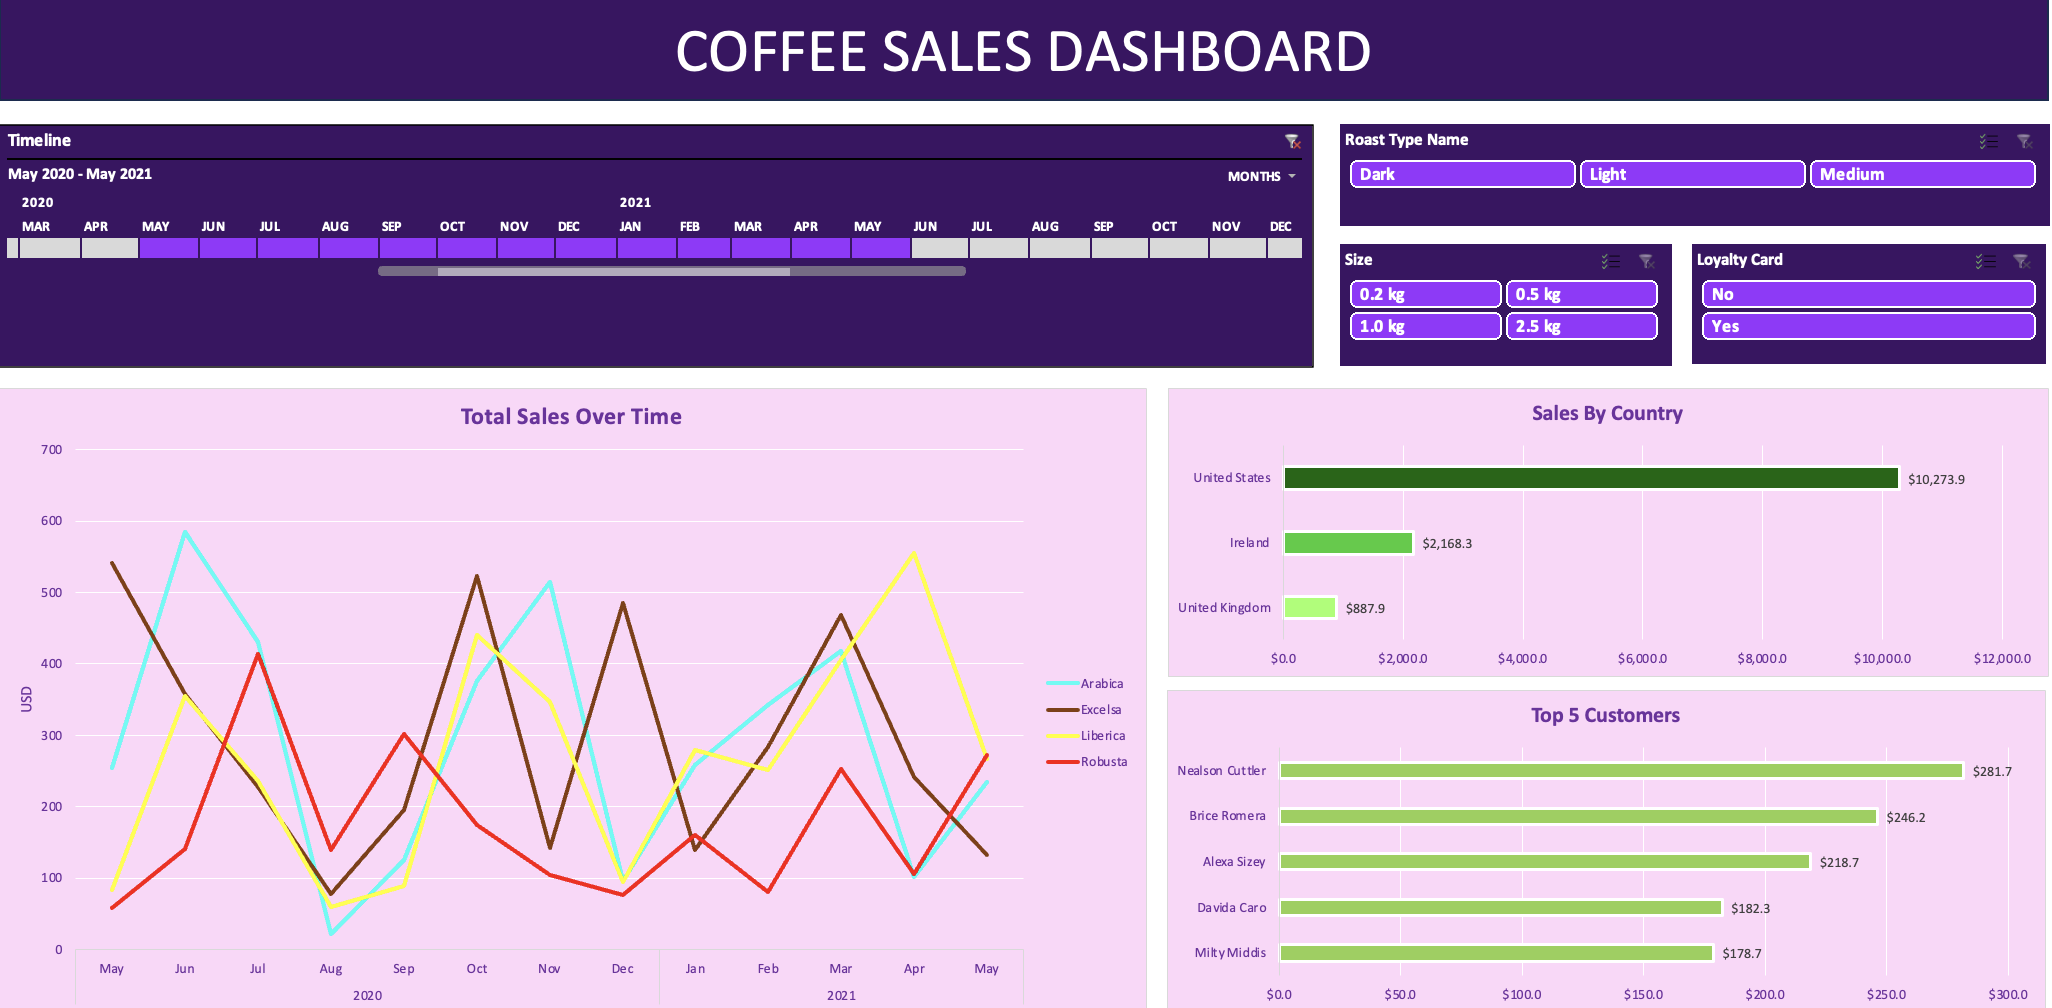 COFFEE SALES DASHBOARD
Timeline
May 2020 - May 2021
MONTHS
2020 2021
MAR APR MAY JUN JUL AUG SEP OCT NOV DEC JAN FEB MAR APR MAY JUN JUL AUG SEP OCT NOV DEC
Roast Type Name
Dark Light Medium
Size
0.2 kg 0.5 kg
1.0 kg 2.5 kg
Loyalty Card
No
Yes
Total Sales Over Time
700
600
500
400
300
200
100
0
USD
May Jun Jul Aug Sep Oct Nov Dec Jan Feb Mar Apr May
2020 2021
Arabica
Excelsa
Liberica
Robusta
Sales By Country
United States $10,273.9
Ireland $2,168.3
United Kingdom $887.9
$0.0 $2,000.0 $4,000.0 $6,000.0 $8,000.0 $10,000.0 $12,000.0
Top 5 Customers
Nealson Cuttler $281.7
Brice Romera $246.2
Alexa Sizey $218.7
Davida Caro $182.3
Milty Middis $178.7
$0.0 $50.0 $100.0 $150.0 $200.0 $250.0 $300.0